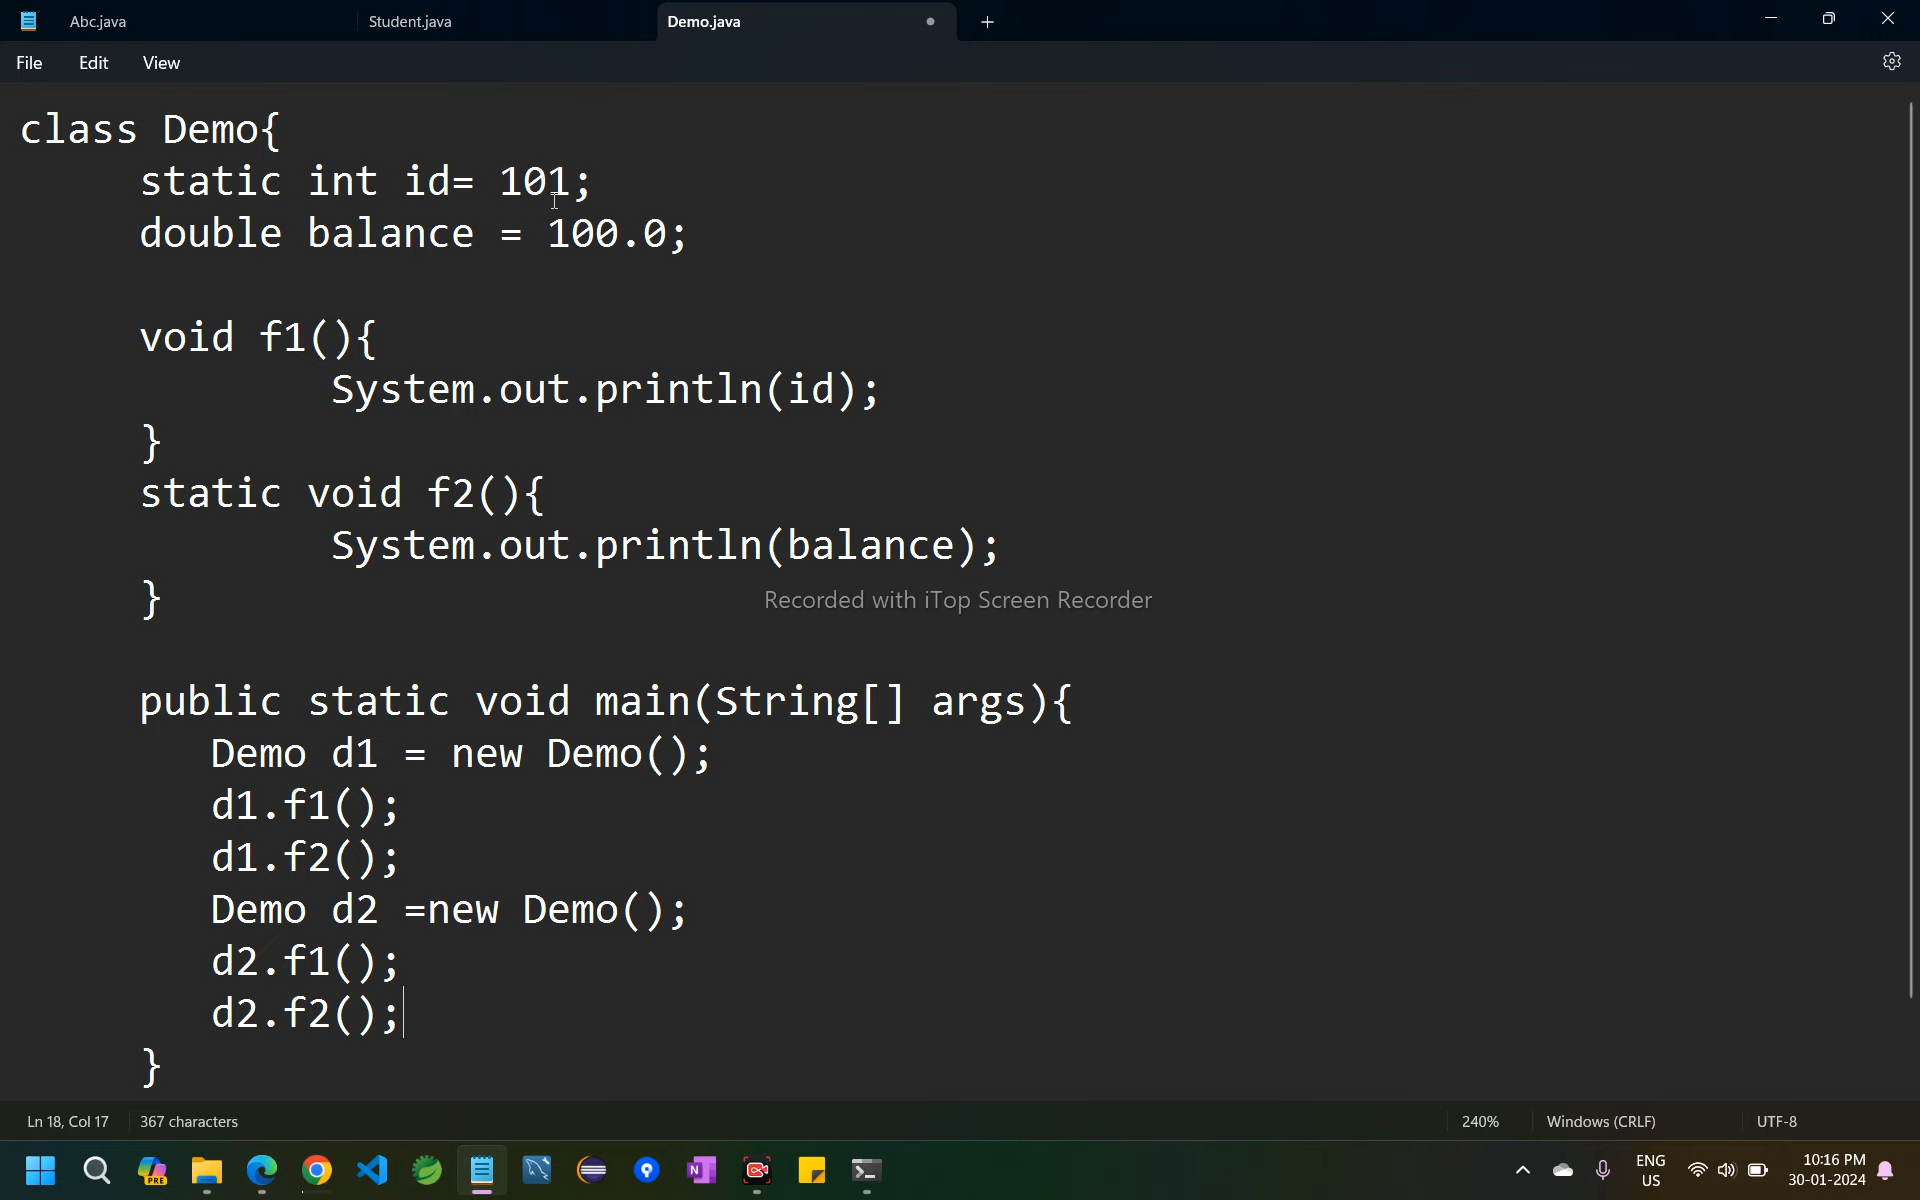 Abc.java
Student.java
Demo.java
File Edit View
class Demo{
static int id= 101;
double balance = 100.0;
void f1(){
System.out.println(id);
}
static void f2(){
System.out.println(balance);
}
Recorded with iTop Screen Recorder
public static void main(String[] args){
Demo d1 = new Demo();
d1.f1();
d1.f2();
Demo d2 =new Demo();
d2.f1();
d2.f2();
}
Ln 18, Col 17 367 characters 240% Windows (CRLF) UTF-8
PRE
N
ENG
US
10:16 PM
30-01-2024